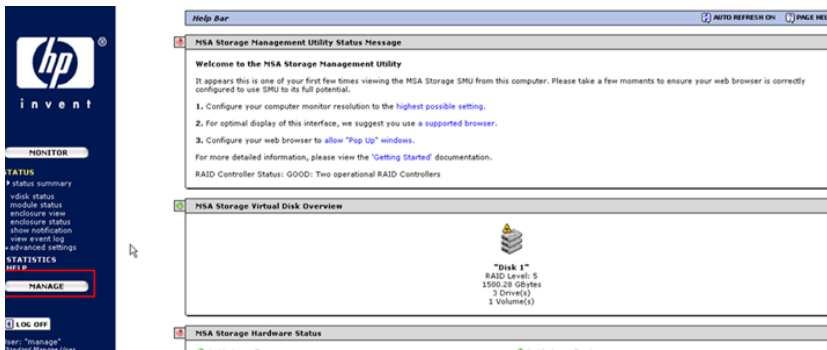 Help Bar
AUTO REFRESH ON
PAGE HEL
hp
®
invent
MONITOR
STATUS
status summary
vdisk status
module status
enclosure view
enclosure status
show notification
view event log
advanced settings
STATISTICS
HELP
MANAGE
LOG OFF
User: "manage"
Standard Manage User
MSA Storage Management Utility Status Message
Welcome to the MSA Storage Management Utility
It appears this is one of your first few times viewing the MSA Storage SMU from this computer. Please take a few moments to ensure your web browser is correctly
configured to use SMU to its full potential.
1. Configure your computer monitor resolution to the highest possible setting.
2. For optimal display of this interface, we suggest you use a supported browser.
3. Configure your web browser to allow "Pop Up" windows.
For more detailed information, please view the 'Getting Started' documentation.
RAID Controller Status: GOOD: Two operational RAID Controllers
MSA Storage Virtual Disk Overview
"Disk 1"
RAID Level: 5
1500.28 GBytes
3 Drive(s)
1 Volume(s)
MSA Storage Hardware Status